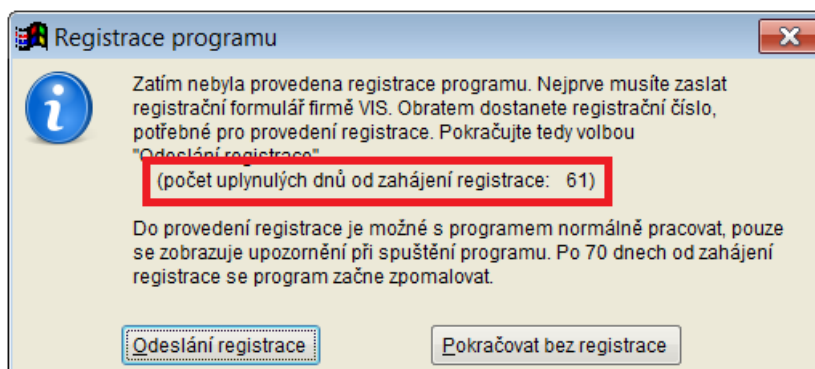 Registrace programu
Zatím nebyla provedena registrace programu. Nejprve musíte zaslat
registrační formulář firmě VIS. Obratem dostanete registrační číslo,
potřebné pro provedení registrace. Pokračujte tedy volbou
"Odeslání registrace"
(počet uplynulých dnů od zahájení registrace: 61)
Do provedení registrace je možné s programem normálně pracovat, pouze
se zobrazuje upozornění při spuštění programu. Po 70 dnech od zahájení
registrace se program začne zpomalovat.
Odeslání registrace
Pokračovat bez registrace